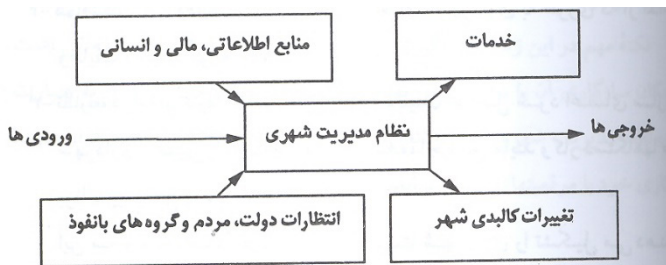 منابع اطلاعاتی، مالی و انسانی
خدمات
ورودی ها
نظام مدیریت شهری
خروجی ها
انتظارات دولت، مردم و گروه های بانفوذ
تغییرات کالبدی شهر